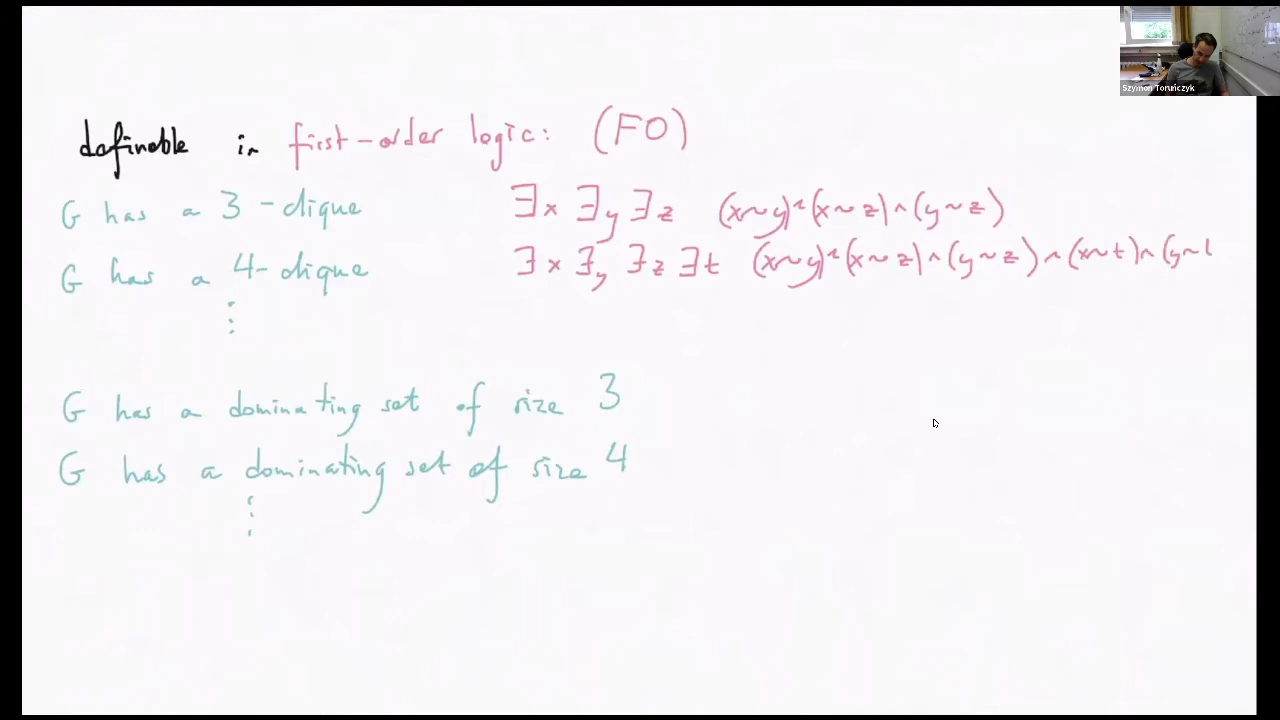 Szymon Toruńczyk
definable in first-order logic: (FO)
G has a 3-clique ∃x ∃y ∃z (x~y)^(x~z)^(y~z)
G has a 4-clique ∃x ∃y ∃z ∃t (x~y)^(x~z)^(y~z)^(x~t)^(y~
⋮
G has a dominating set of size 3
G has a dominating set of size 4
⋮